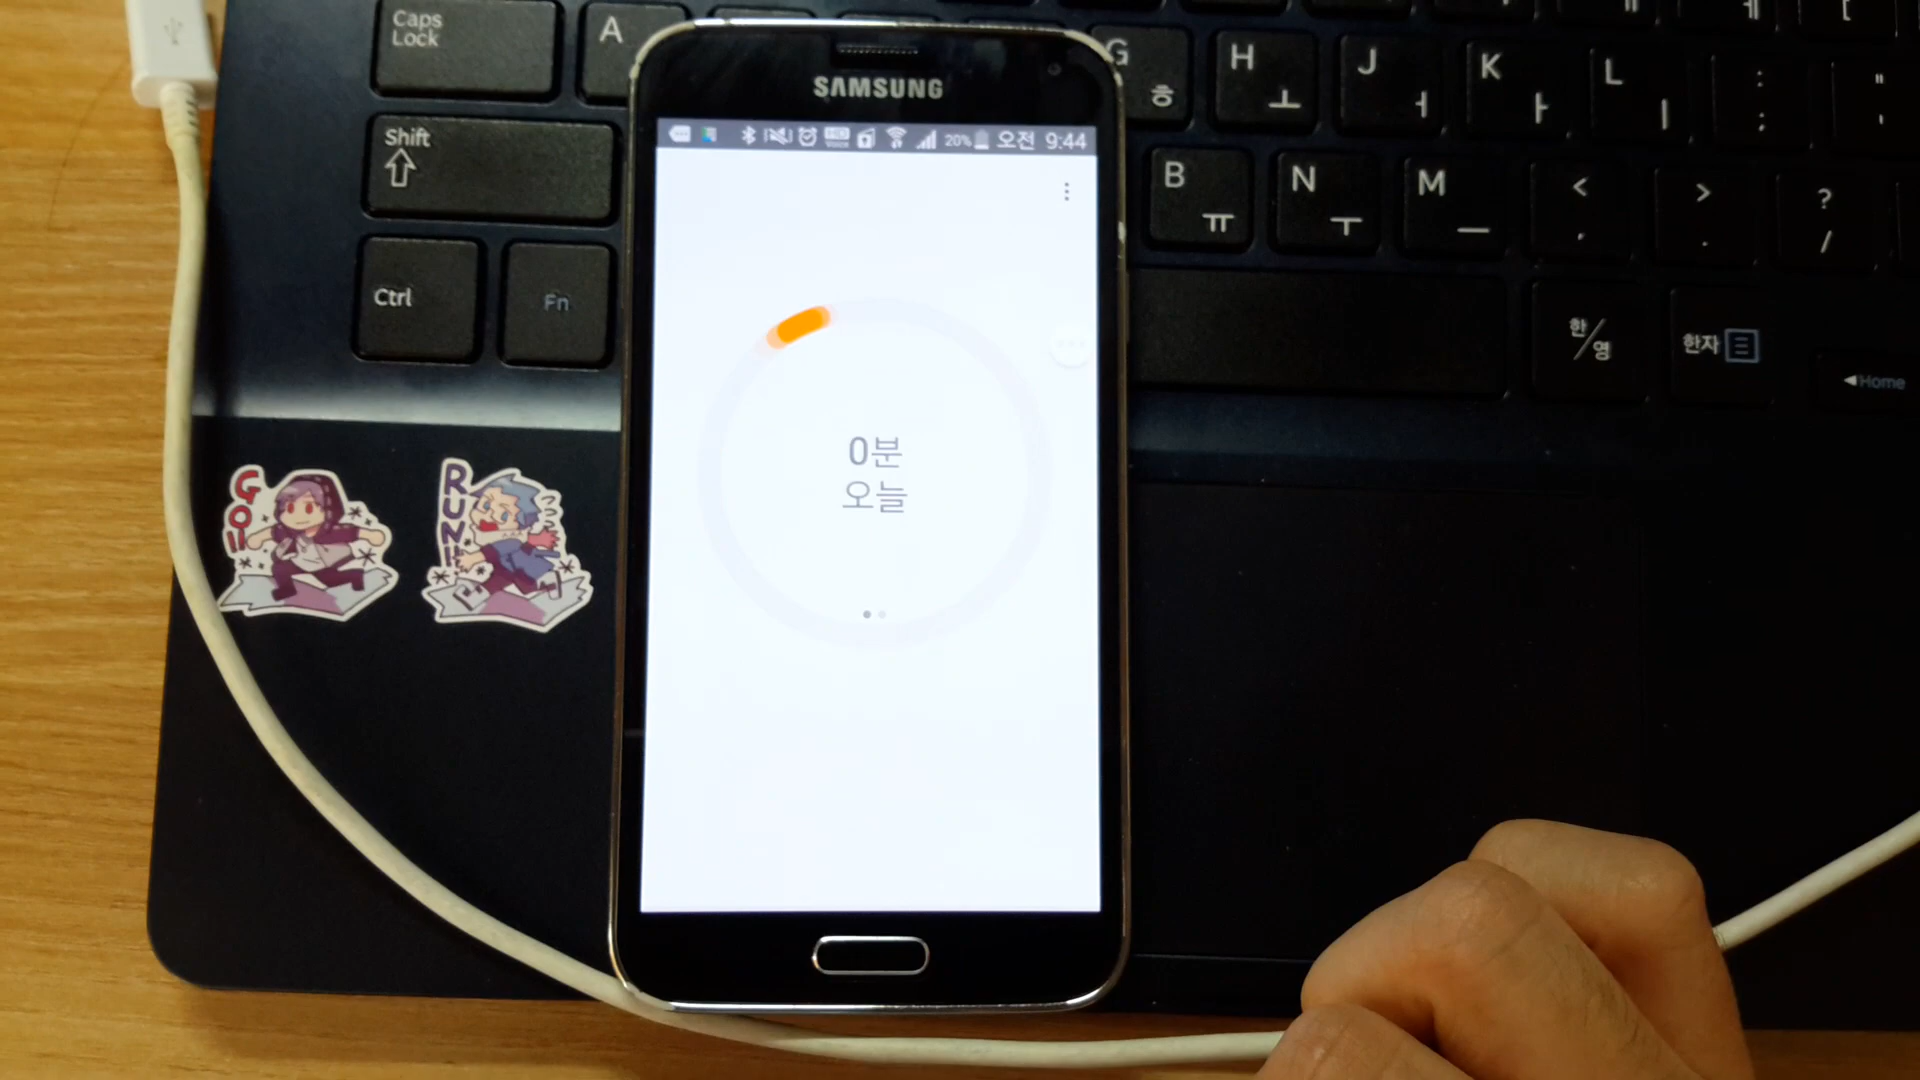 Caps
Lock
A
G
ㅎ
H
ㅗ
J
ㅓ
K
ㅏ
L
ㅣ
:
;
"
'
ㅔ
[
SAMSUNG
20% 오전 9:44
Shift
B
ㅠ
N
ㅜ
M
ㅡ
<
,
>
.
?
/
Ctrl
Fn
한/영
한자
◀Home
0분
오늘
GO!!
RUN!!